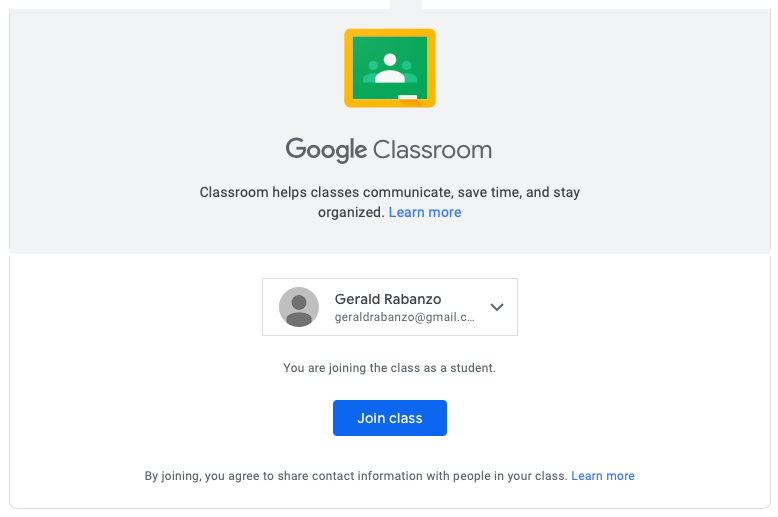 Google Classroom
Classroom helps classes communicate, save time, and stay
organized. Learn more
Gerald Rabanzo
geraldrabanzo@gmail.c...
You are joining the class as a student.
Join class
By joining, you agree to share contact information with people in your class. Learn more